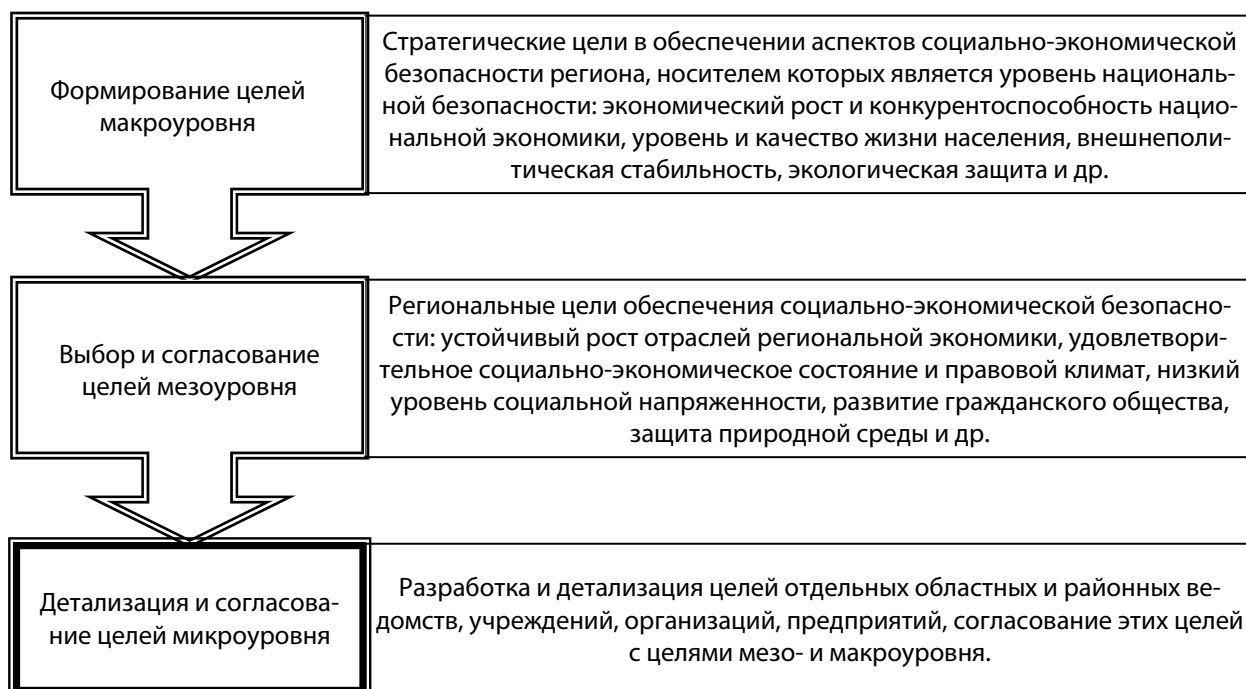 Формирование целей
макроуровня
Стратегические цели в обеспечении аспектов социально-экономической
безопасности региона, носителем которых является уровень националь-
ной безопасности: экономический рост и конкурентоспособность нацио-
нальной экономики, уровень и качество жизни населения, внешнеполи-
тическая стабильность, экологическая защита и др.
Выбор и согласование
целей мезоуровня
Региональные цели обеспечения социально-экономической безопасно-
сти: устойчивый рост отраслей региональной экономики, удовлетвори-
тельное социально-экономическое состояние и правовой климат, низкий
уровень социальной напряженности, развитие гражданского общества,
защита природной среды и др.
Детализация и согласова-
ние целей микроуровня
Разработка и детализация целей отдельных областных и районных ве-
домств, учреждений, организаций, предприятий, согласование этих целей
с целями мезо- и макроуровня.